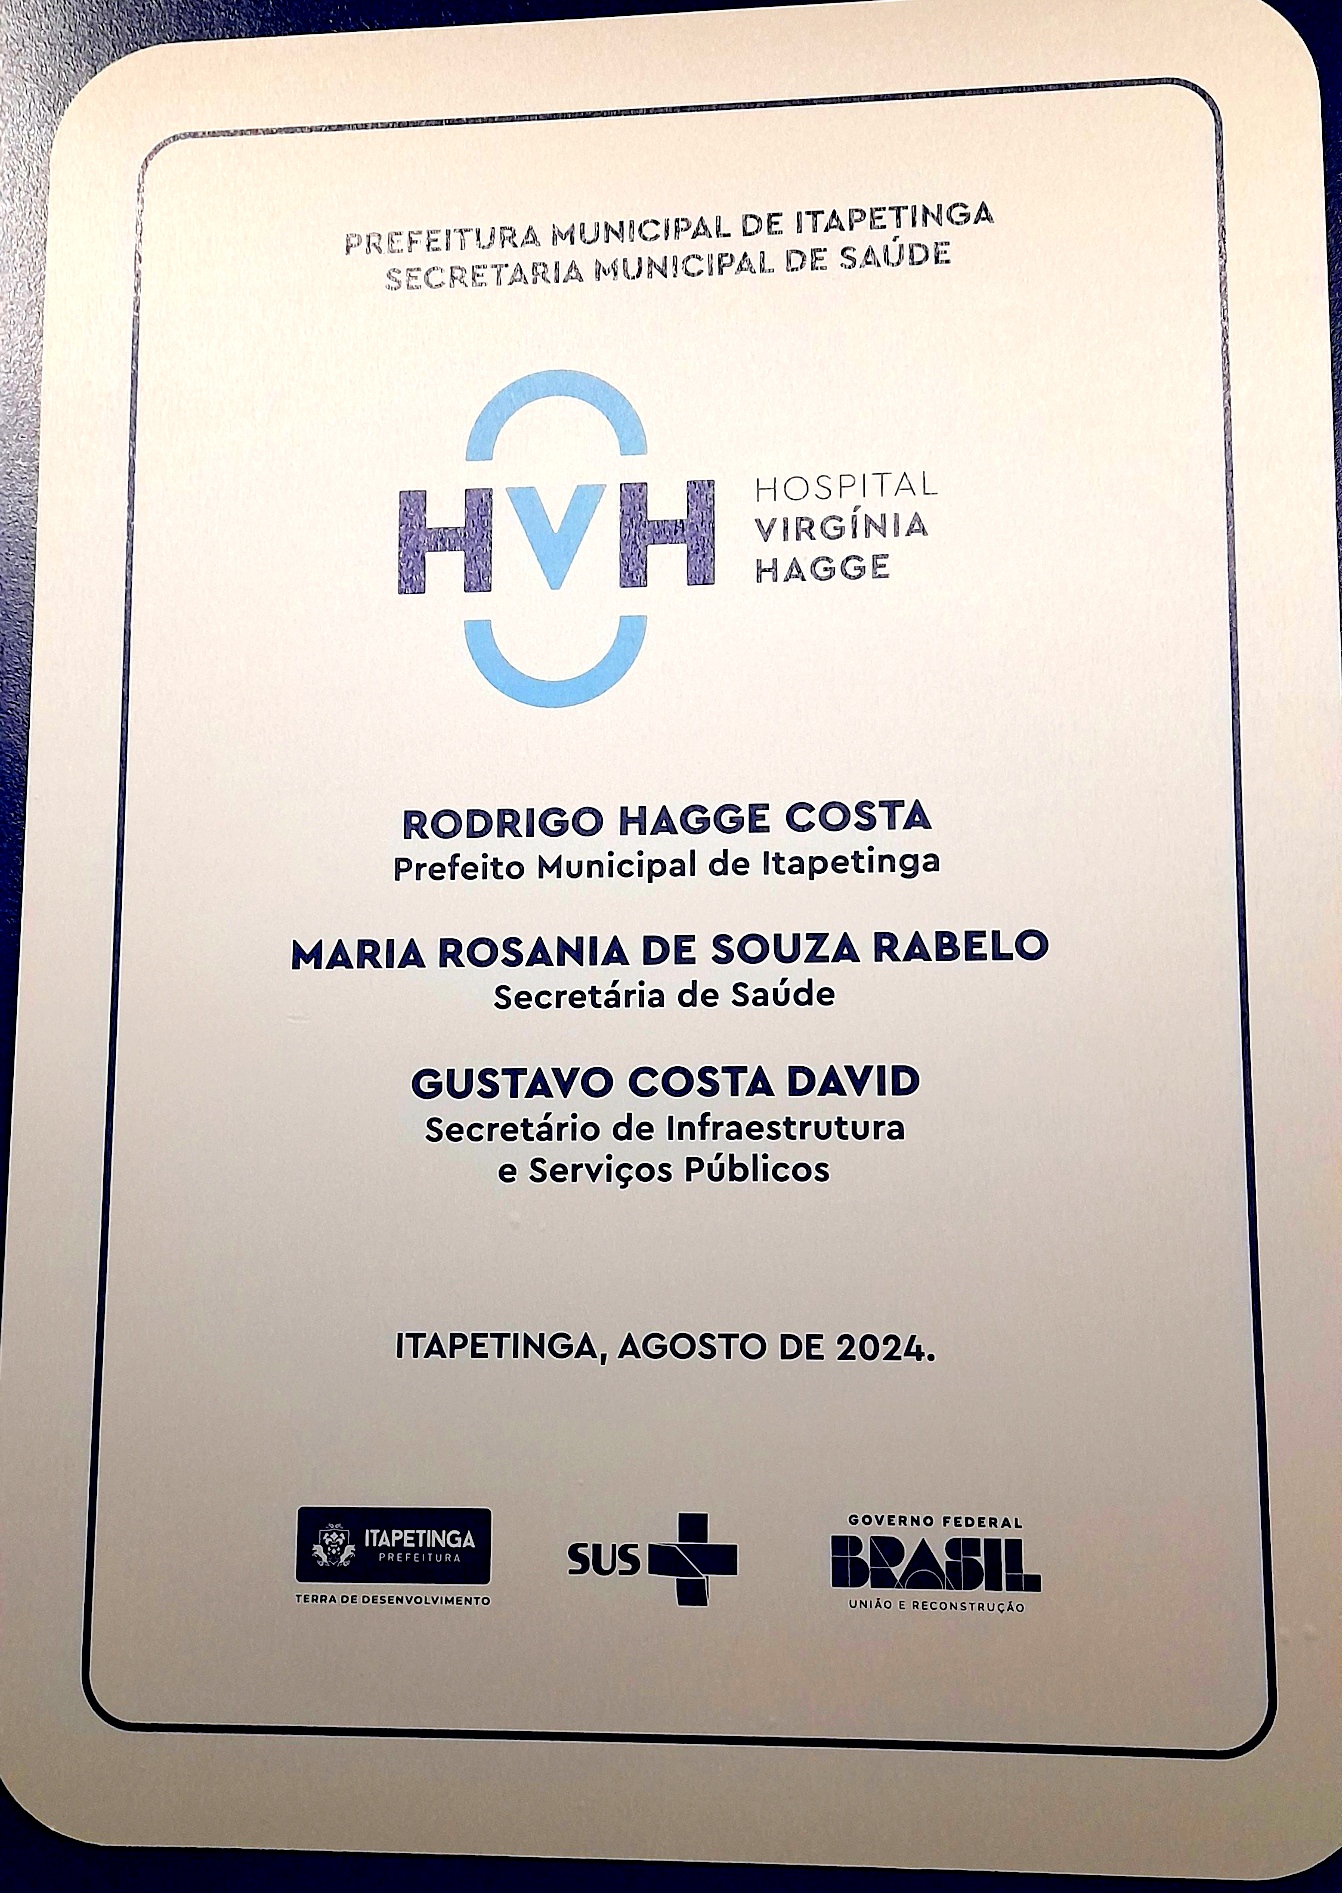 PREFEITURA MUNICIPAL DE ITAPETINGA
SECRETARIA MUNICIPAL DE SAÚDE
HVH
HOSPITAL
VIRGÍNIA
HAGGE
RODRIGO HAGGE COSTA
Prefeito Municipal de Itapetinga
MARIA ROSANIA DE SOUZA RABELO
Secretária de Saúde
GUSTAVO COSTA DAVID
Secretário de Infraestrutura
e Serviços Públicos
ITAPETINGA, AGOSTO DE 2024.
ITAPETINGA
PREFEITURA
TERRA DE DESENVOLVIMENTO
SUS
GOVERNO FEDERAL
BRASIL
UNIÃO E RECONSTRUÇÃO